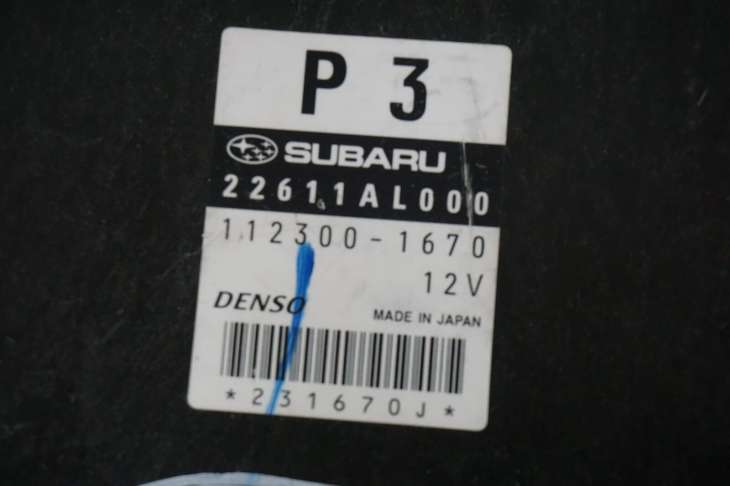 P 3
SUBARU
22611AL000
112300-1670
12V
DENSO MADE IN JAPAN
*231670J*